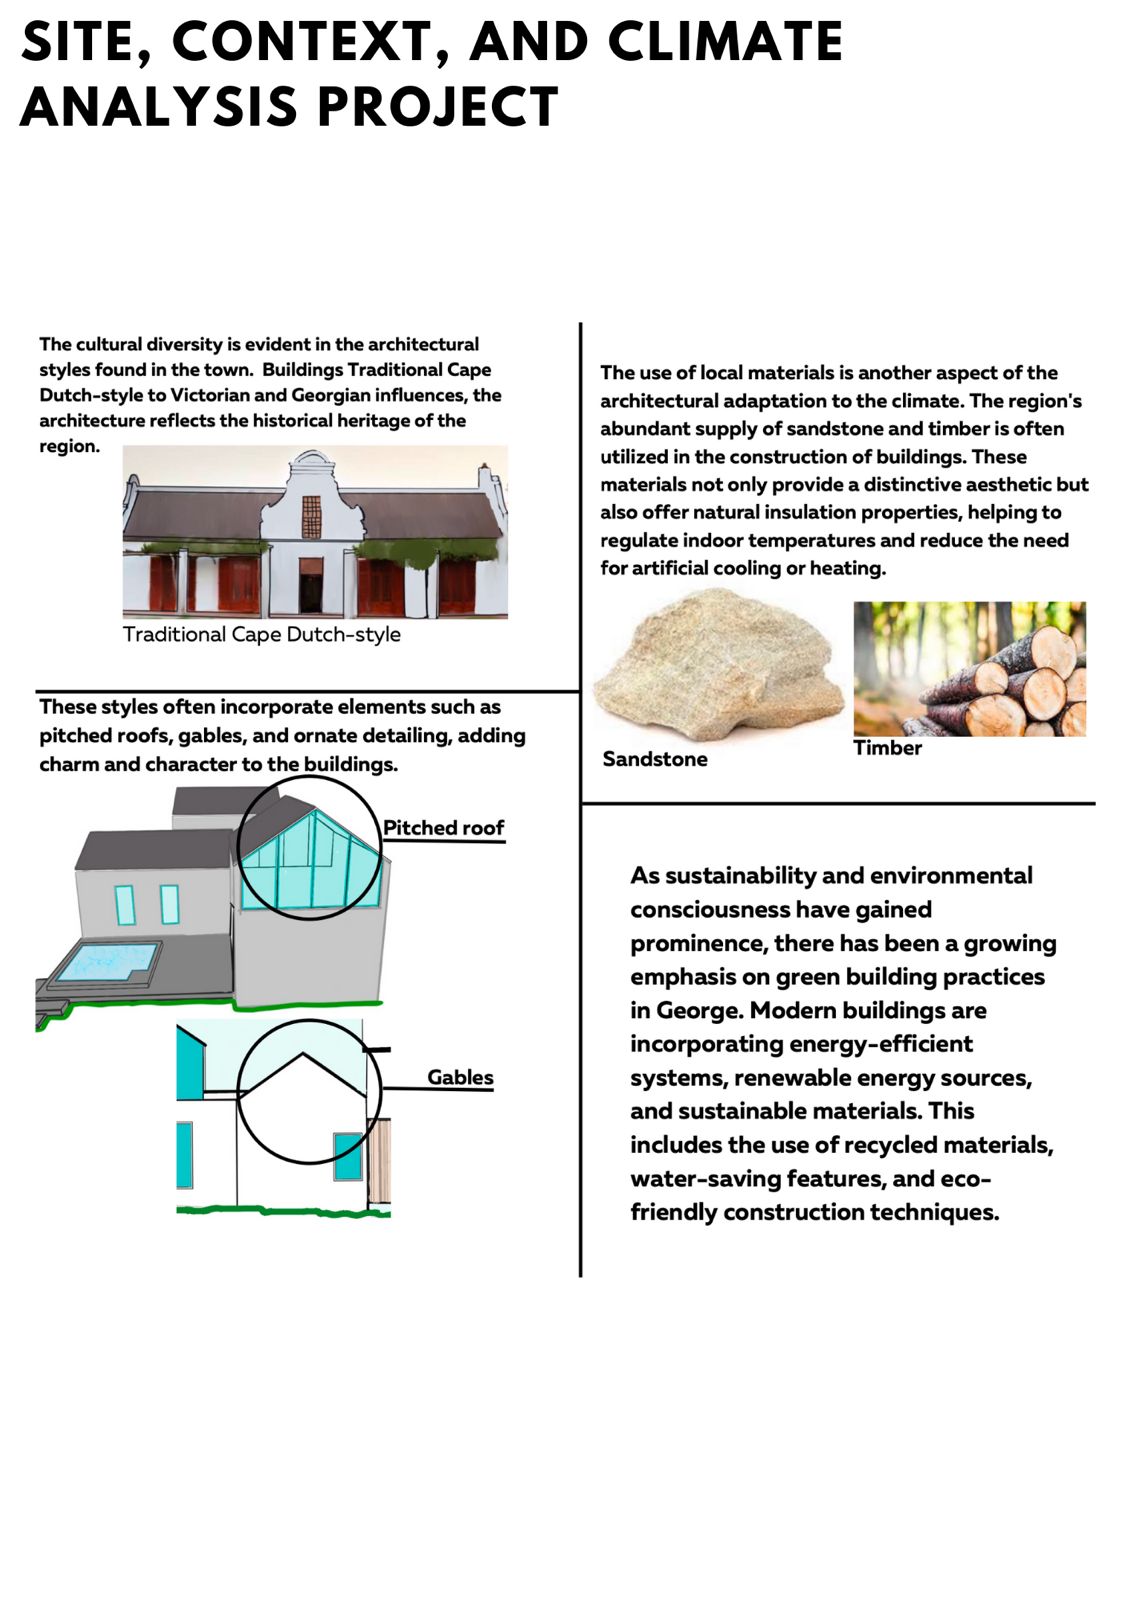 SITE, CONTEXT, AND CLIMATE
ANALYSIS PROJECT
The cultural diversity is evident in the architectural
styles found in the town.  Buildings Traditional Cape
Dutch-style to Victorian and Georgian influences, the
architecture reflects the historical heritage of the
region.
Traditional Cape Dutch-style
These styles often incorporate elements such as
pitched roofs, gables, and ornate detailing, adding
charm and character to the buildings.
Pitched roof
Gables
The use of local materials is another aspect of the
architectural adaptation to the climate. The region's
abundant supply of sandstone and timber is often
utilized in the construction of buildings. These
materials not only provide a distinctive aesthetic but
also offer natural insulation properties, helping to
regulate indoor temperatures and reduce the need
for artificial cooling or heating.
Sandstone
Timber
As sustainability and environmental
consciousness have gained
prominence, there has been a growing
emphasis on green building practices
in George. Modern buildings are
incorporating energy-efficient
systems, renewable energy sources,
and sustainable materials. This
includes the use of recycled materials,
water-saving features, and eco-
friendly construction techniques.